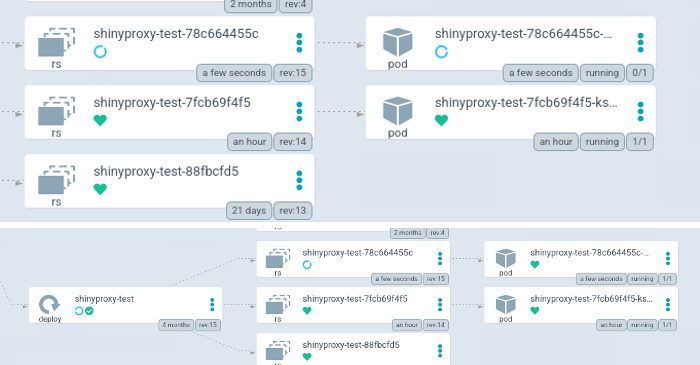 2 months rev:4
shinyproxy-test-78c664455c
rs
a few seconds rev:15
shinyproxy-test-78c664455c-...
pod
a few seconds running 0/1
shinyproxy-test-7fcb69f4f5
rs
an hour rev:14
shinyproxy-test-7fcb69f4f5-ks...
pod
an hour running 1/1
shinyproxy-test-88fbcfd5
rs
21 days rev:13
2 months rev:4
shinyproxy-test
deploy
4 months rev:15
shinyproxy-test-78c664455c
rs
a few seconds rev:15
shinyproxy-test-78c664455c-...
pod
a few seconds running 1/1
shinyproxy-test-7fcb69f4f5
rs
an hour rev:14
shinyproxy-test-7fcb69f4f5-ks...
pod
an hour running 1/1
shinyproxy-test-88fbcfd5
rs